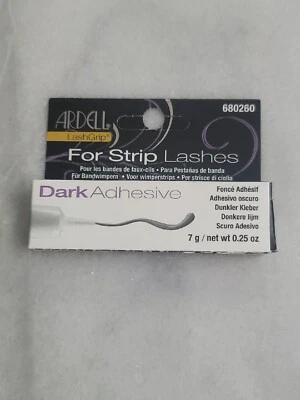 ARDELL
680260
LashGrip
For Strip Lashes
Pour les bandes de faux-cils • Para Pestañas de banda
Für Bandwimpern • Voor wimperstrips • Per strisce di ciella
Dark Adhesive
Foncé Adhésif
Adhesivo oscuro
Dunkler Kleber
Donkere lijm
Scuro Adesivo
7 g / net wt 0.25 oz